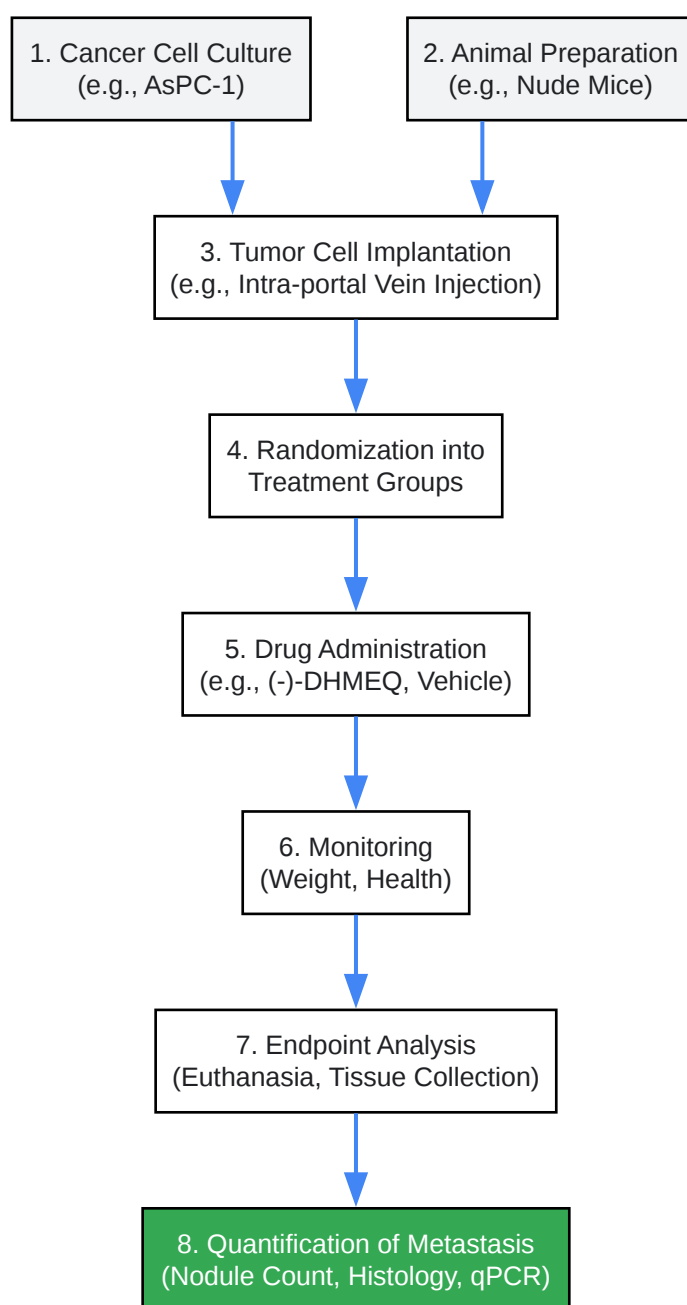 1. Cancer Cell Culture
(e.g., AsPC-1)
2. Animal Preparation
(e.g., Nude Mice)
3. Tumor Cell Implantation
(e.g., Intra-portal Vein Injection)
4. Randomization into
Treatment Groups
5. Drug Administration
(e.g., (-)-DHMEQ, Vehicle)
6. Monitoring
(Weight, Health)
7. Endpoint Analysis
(Euthanasia, Tissue Collection)
8. Quantification of Metastasis
(Nodule Count, Histology, qPCR)